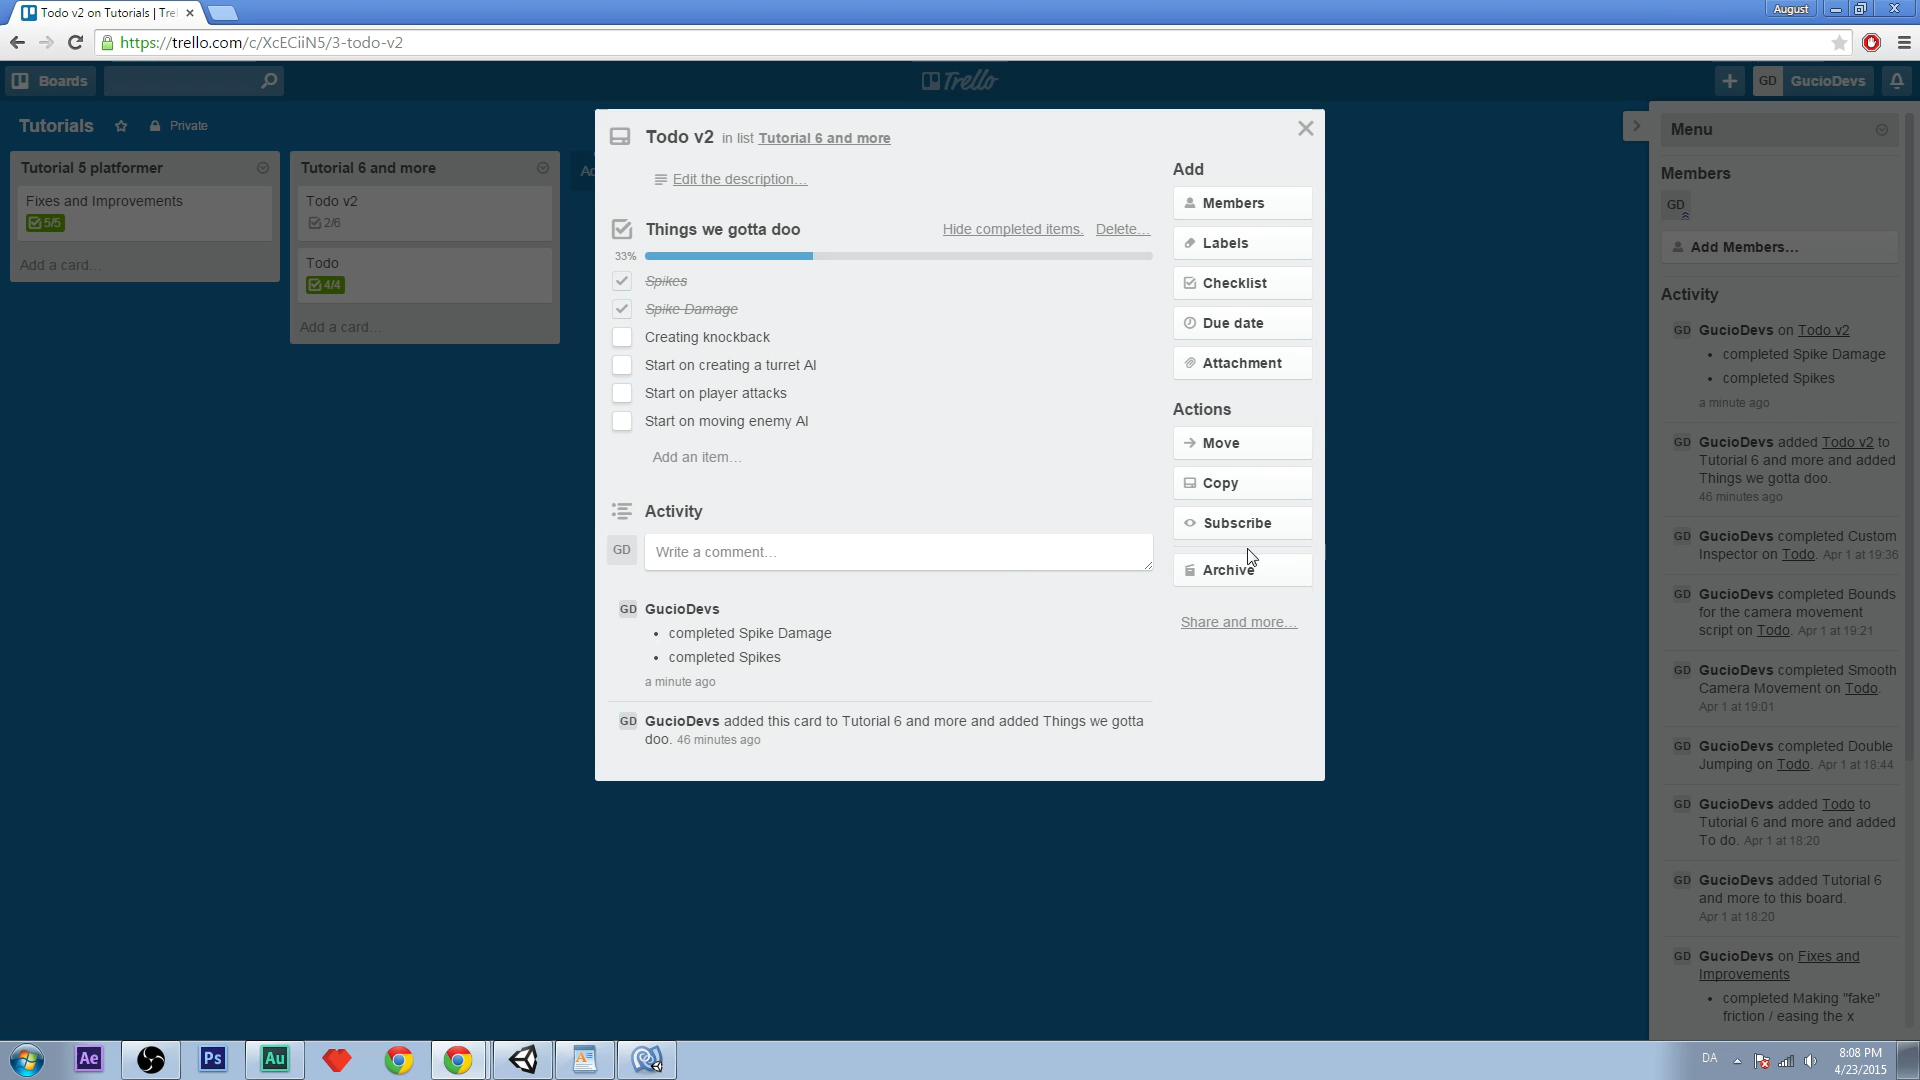 Todo v2 on Tutorials | Tre
August
https://trello.com/c/XcECiiN5/3-todo-v2
Boards
Trello
GD GucioDevs
Tutorials
Private
Tutorial 5 platformer
Fixes and Improvements
5/5
Add a card…
Tutorial 6 and more
Todo v2
2/6
Todo
4/4
Add a card…
Todo v2 in list Tutorial 6 and more
Edit the description…
Things we gotta doo
Hide completed items. Delete…
33%
Spikes
Spike Damage
Creating knockback
Start on creating a turret AI
Start on player attacks
Start on moving enemy AI
Add an item…
Activity
GD
Write a comment…
GD GucioDevs
• completed Spike Damage
• completed Spikes
a minute ago
GD GucioDevs added this card to Tutorial 6 and more and added Things we gotta
doo. 46 minutes ago
Add
Members
Labels
Checklist
Due date
Attachment
Actions
Move
Copy
Subscribe
Archive
Share and more…
Menu
Members
GD
Add Members…
Activity
GD GucioDevs on Todo v2
• completed Spike Damage
• completed Spikes
a minute ago
GD GucioDevs added Todo v2 to
Tutorial 6 and more and added
Things we gotta doo.
46 minutes ago
GD GucioDevs completed Custom
Inspector on Todo. Apr 1 at 19:36
GD GucioDevs completed Bounds
for the camera movement
script on Todo. Apr 1 at 19:21
GD GucioDevs completed Smooth
Camera Movement on Todo.
Apr 1 at 19:01
GD GucioDevs completed Double
Jumping on Todo. Apr 1 at 18:44
GD GucioDevs added Todo to
Tutorial 6 and more and added
To do. Apr 1 at 18:20
GD GucioDevs added Tutorial 6
and more to this board.
Apr 1 at 18:20
GD GucioDevs on Fixes and
Improvements
• completed Making "fake"
friction / easing the x
Ae
Ps
Au
DA
8:08 PM
4/23/2015